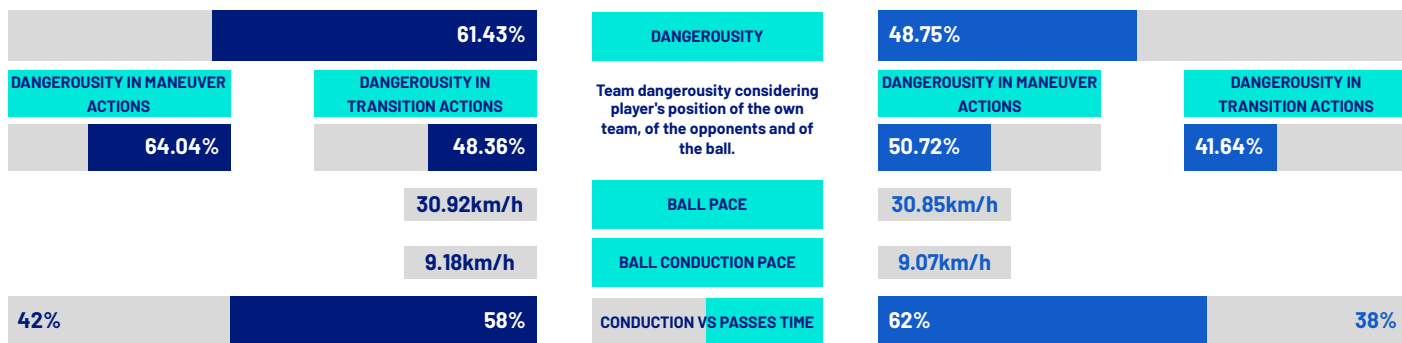 61.43%
DANGEROUSITY
48.75%
DANGEROUSITY IN MANEUVER
ACTIONS
DANGEROUSITY IN
TRANSITION ACTIONS
Team dangerousity considering
player's position of the own
team, of the opponents and of
the ball.
DANGEROUSITY IN MANEUVER
ACTIONS
DANGEROUSITY IN
TRANSITION ACTIONS
64.04%
48.36%
50.72%
41.64%
30.92km/h
BALL PACE
30.85km/h
9.18km/h
BALL CONDUCTION PACE
9.07km/h
42%
58%
CONDUCTION VS PASSES TIME
62%
38%